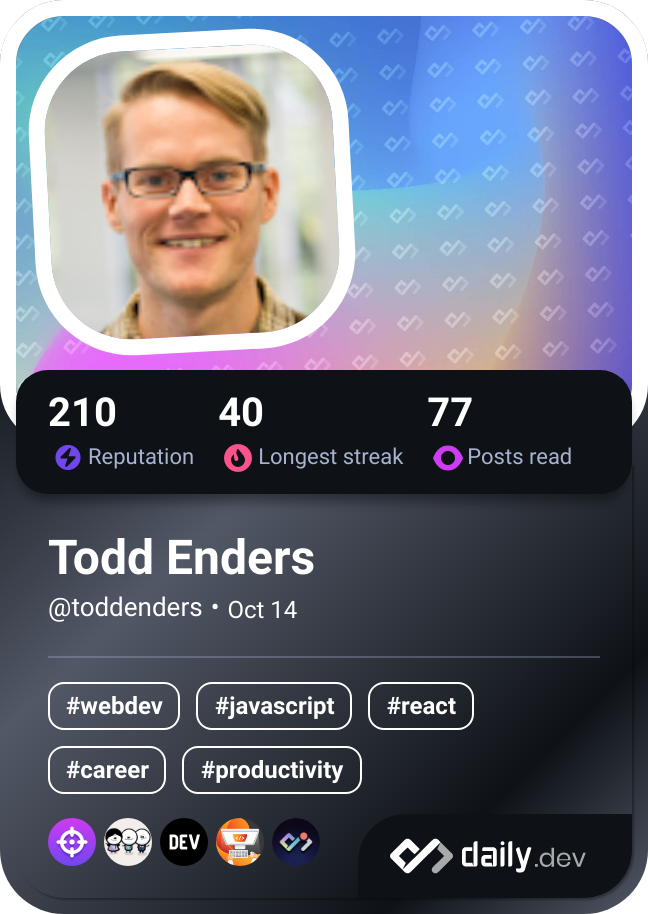 210 40 77
Reputation Longest streak Posts read
Todd Enders
@toddenders • Oct 14
#webdev #javascript #react
#career #productivity
DEV daily.dev